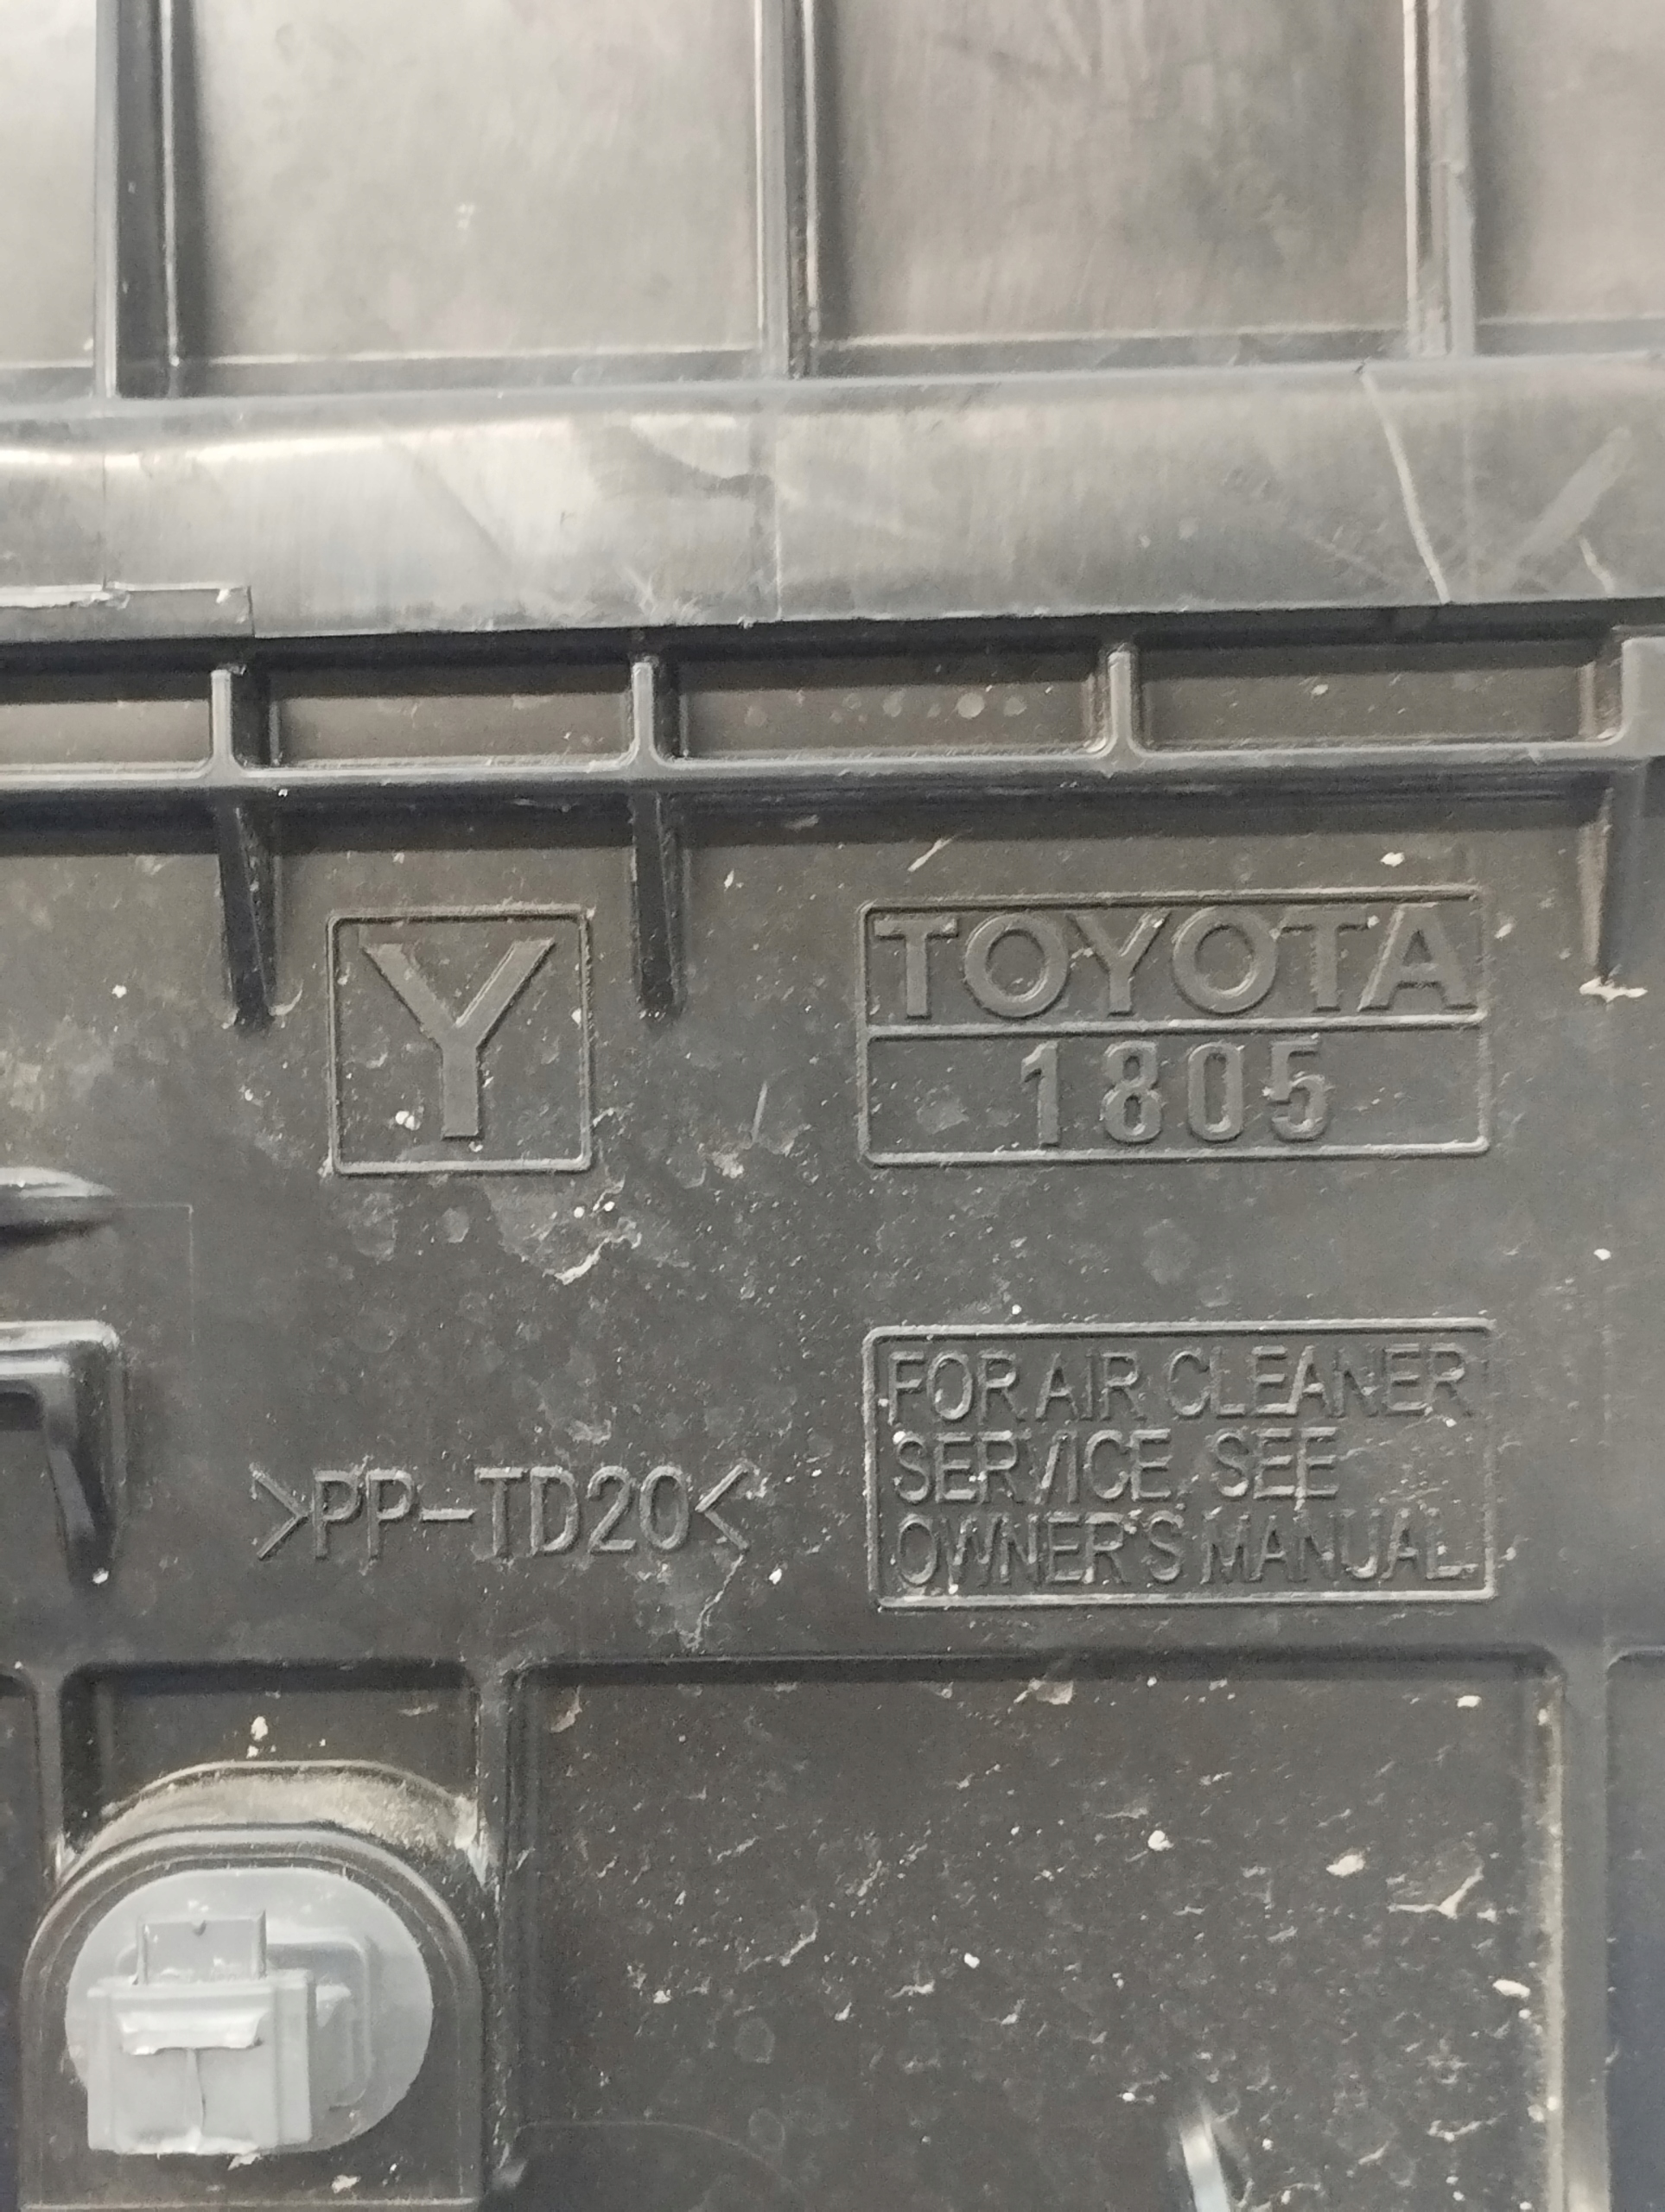 Y
TOYOTA
1805
FOR AIR CLEANER
SERVICE, SEE
OWNER'S MANUAL.
>PP-TD20<